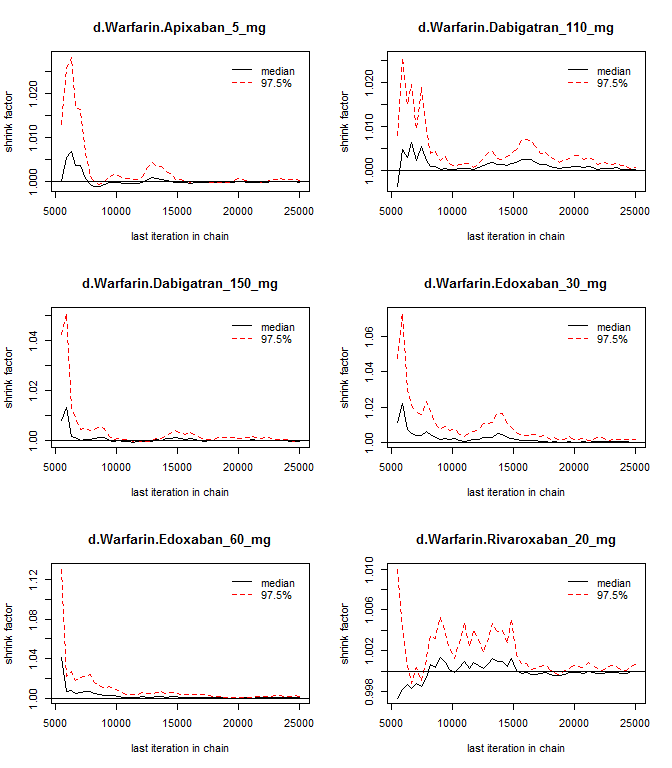 d.Warfarin.Apixaban_5_mg
shrink factor
1.000 1.010 1.020
median
97.5%
5000 10000 15000 20000 25000
last iteration in chain
d.Warfarin.Dabigatran_110_mg
shrink factor
1.000 1.010 1.020
median
97.5%
5000 10000 15000 20000 25000
last iteration in chain
d.Warfarin.Dabigatran_150_mg
shrink factor
1.00 1.02 1.04
median
97.5%
5000 10000 15000 20000 25000
last iteration in chain
d.Warfarin.Edoxaban_30_mg
shrink factor
1.00 1.02 1.04 1.06
median
97.5%
5000 10000 15000 20000 25000
last iteration in chain
d.Warfarin.Edoxaban_60_mg
shrink factor
1.00 1.04 1.08 1.12
median
97.5%
5000 10000 15000 20000 25000
last iteration in chain
d.Warfarin.Rivaroxaban_20_mg
shrink factor
0.998 1.002 1.006 1.010
median
97.5%
5000 10000 15000 20000 25000
last iteration in chain